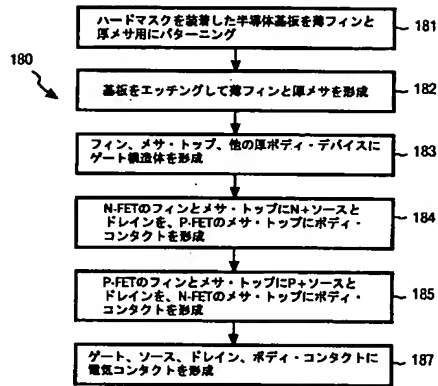 180
ハードマスクを装着した半導体基板を薄フィンと
厚メサ用にパターニング
181
基板をエッチングして薄フィンと厚メサを形成
182
フィン、メサ・トップ、他の厚ボディ・デバイスに
ゲート構造体を形成
183
N-FETのフィンとメサ・トップにN+ソースと
ドレインを、P-FETのメサ・トップにボディ・
コンタクトを形成
184
P-FETのフィンとメサ・トップにP+ソースと
ドレインを、N-FETのメサ・トップにボディ・
コンタクトを形成
185
ゲート、ソース、ドレイン、ボディ・コンタクトに
電気コンタクトを形成
187